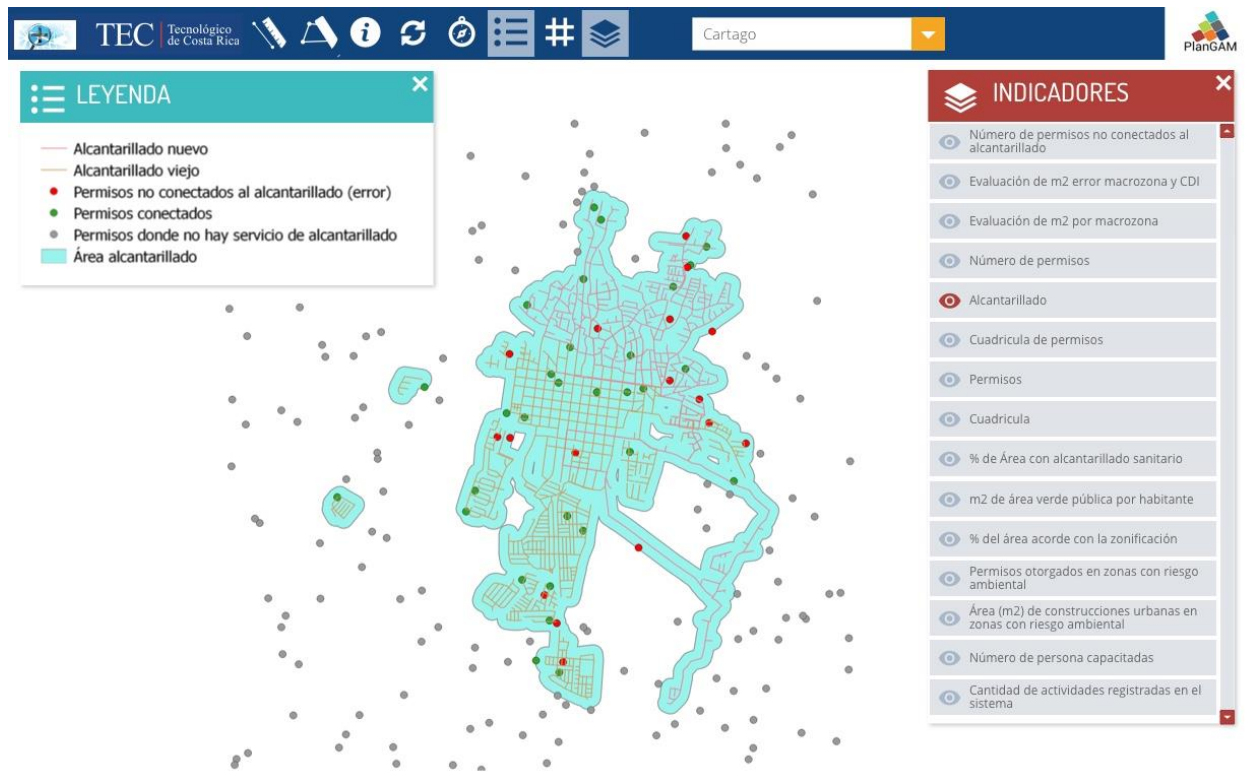 TEC Tecnológico
de Costa Rica
Cartago
PlanGAM
LEYENDA
Alcantarillado nuevo
Alcantarillado viejo
Permisos no conectados al alcantarillado (error)
Permisos conectados
Permisos donde no hay servicio de alcantarillado
Área alcantarillado
INDICADORES
Número de permisos no conectados al
alcantarillado
Evaluación de m2 error macrozona y CDI
Evaluación de m2 por macrozona
Número de permisos
Alcantarillado
Cuadricula de permisos
Permisos
Cuadricula
% de Área con alcantarillado sanitario
m2 de área verde pública por habitante
% del área acorde con la zonificación
Permisos otorgados en zonas con riesgo
ambiental
Área (m2) de construcciones urbanas en
zonas con riesgo ambiental
Número de persona capacitadas
Cantidad de actividades registradas en el
sistema